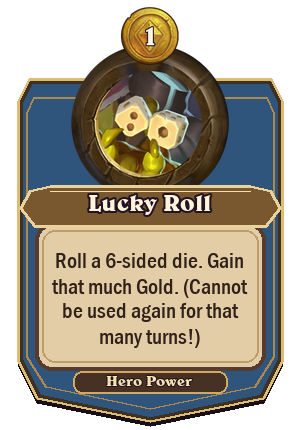 1
Lucky Roll
Roll a 6-sided die. Gain
that much Gold. (Cannot
be used again for that
many turns!)
Hero Power